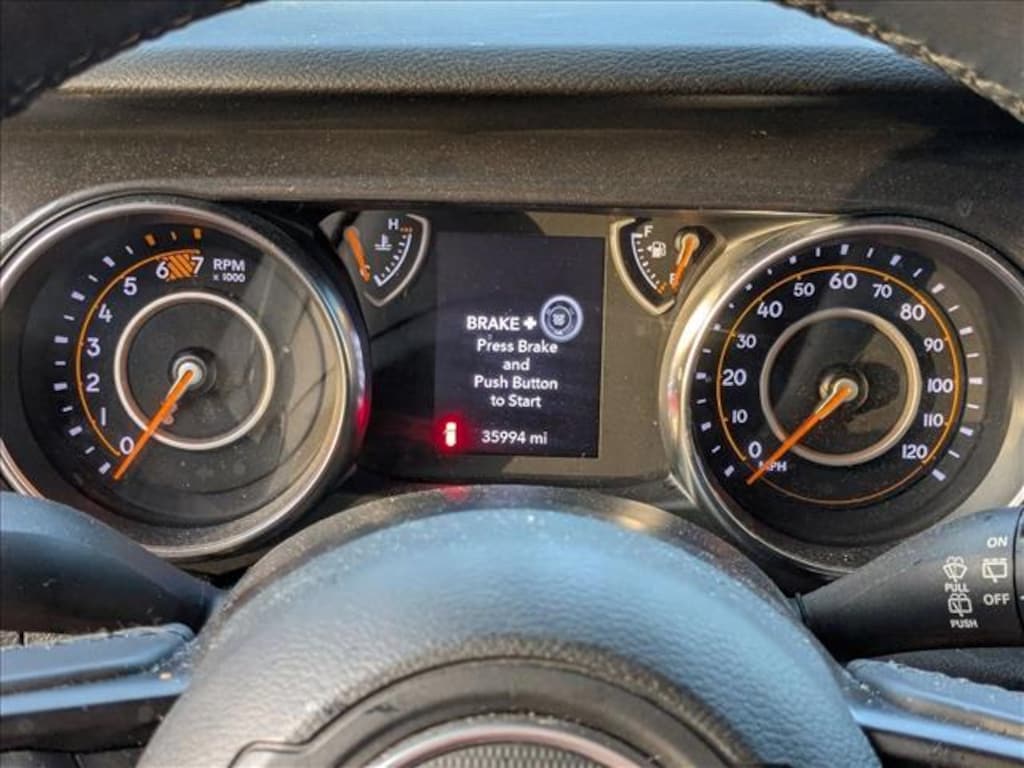 H
F
E
6 7 RPM
x 1000
5
4
3
2
1
0
BRAKE +
Press Brake
and
Push Button
to Start
35994 mi
0
10
20
30
40
50
60
70
80
90
100
110
120
MPH
ON
PULL
OFF
PUSH